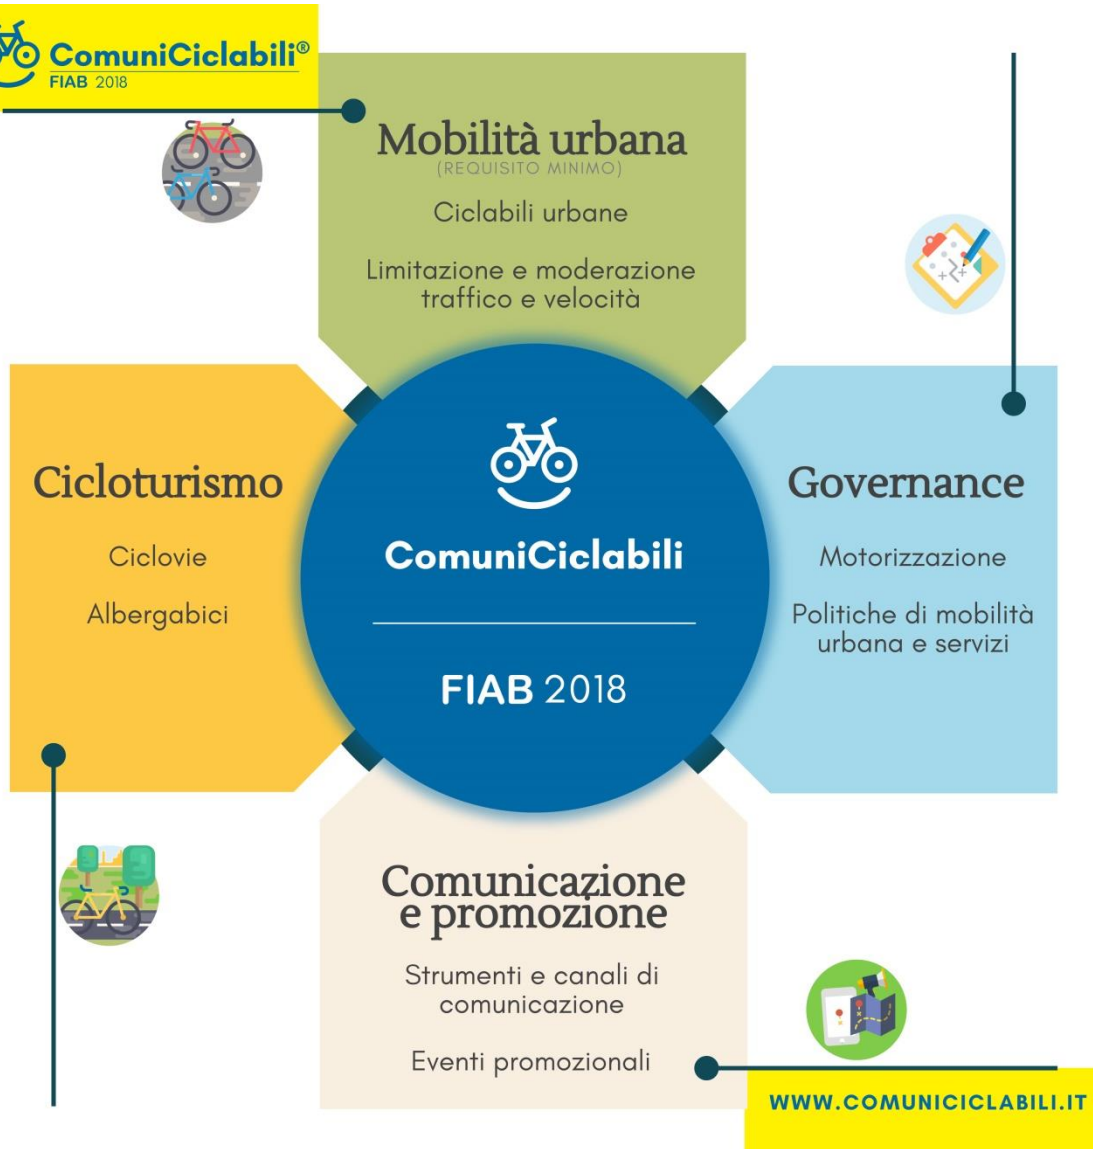 ComuniCiclabili®
FIAB 2018
Mobilità urbana
(REQUISITO MINIMO)
Ciclabili urbane
Limitazione e moderazione
traffico e velocità
Cicloturismo
Ciclovie
Albergabici
ComuniCiclabili
FIAB 2018
Governance
Motorizzazione
Politiche di mobilità
urbana e servizi
Comunicazione
e promozione
Strumenti e canali di
comunicazione
Eventi promozionali
WWW.COMUNICICLABILI.IT